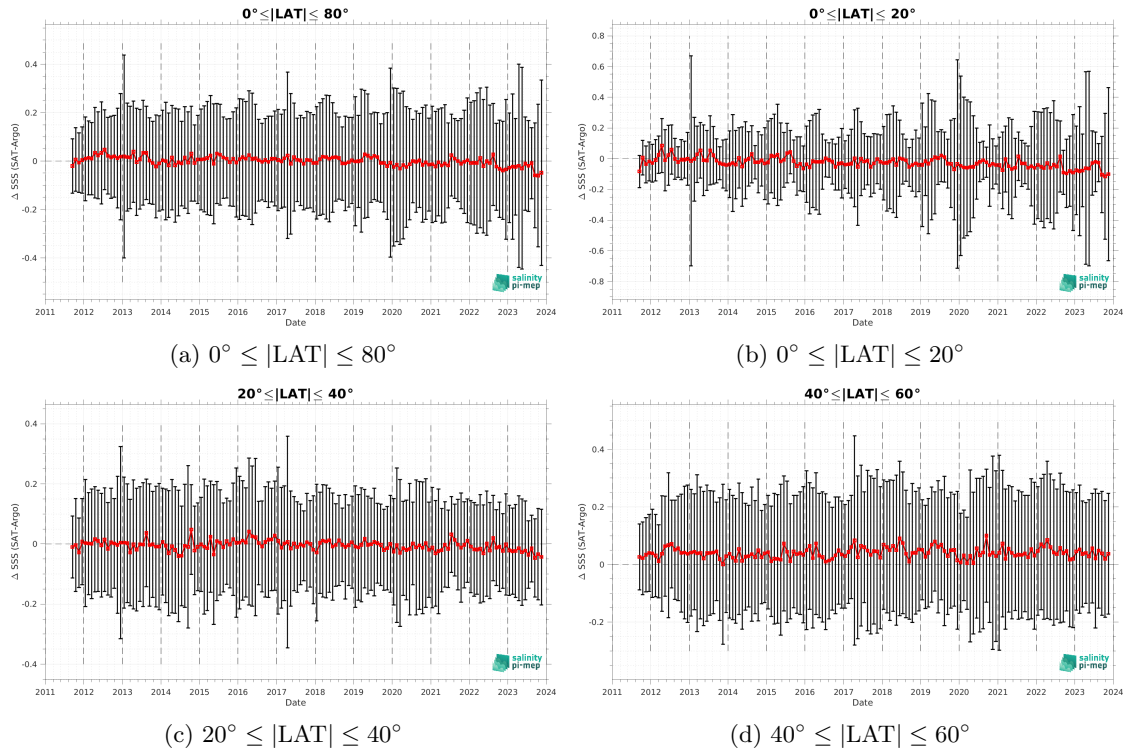 0°≤|LAT|≤ 80°
Δ SSS (SAT-Argo)
0.4
0.2
0
-0.2
-0.4
salinity
pi-mep
2011 2012 2013 2014 2015 2016 2017 2018 2019 2020 2021 2022 2023 2024
Date
(a) 0° ≤ |LAT| ≤ 80°
0°≤|LAT|≤ 20°
Δ SSS (SAT-Argo)
0.8
0.6
0.4
0.2
0
-0.2
-0.4
-0.6
-0.8
salinity
pi-mep
2011 2012 2013 2014 2015 2016 2017 2018 2019 2020 2021 2022 2023 2024
Date
(b) 0° ≤ |LAT| ≤ 20°
20°≤|LAT|≤ 40°
Δ SSS (SAT-Argo)
0.4
0.2
0
-0.2
-0.4
salinity
pi-mep
2011 2012 2013 2014 2015 2016 2017 2018 2019 2020 2021 2022 2023 2024
Date
(c) 20° ≤ |LAT| ≤ 40°
40°≤|LAT|≤ 60°
Δ SSS (SAT-Argo)
0.4
0.2
0
-0.2
salinity
pi-mep
2011 2012 2013 2014 2015 2016 2017 2018 2019 2020 2021 2022 2023 2024
Date
(d) 40° ≤ |LAT| ≤ 60°